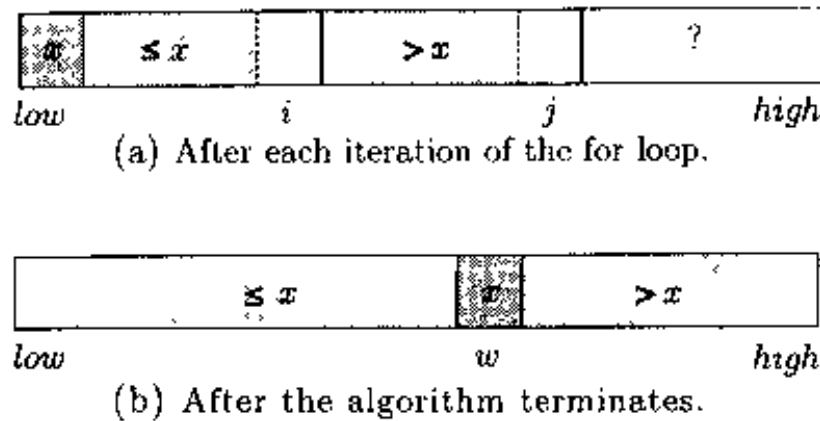 x ≤ x > x ?
low i j high
(a) After each iteration of the for loop.
≤ x x > x
low w high
(b) After the algorithm terminates.